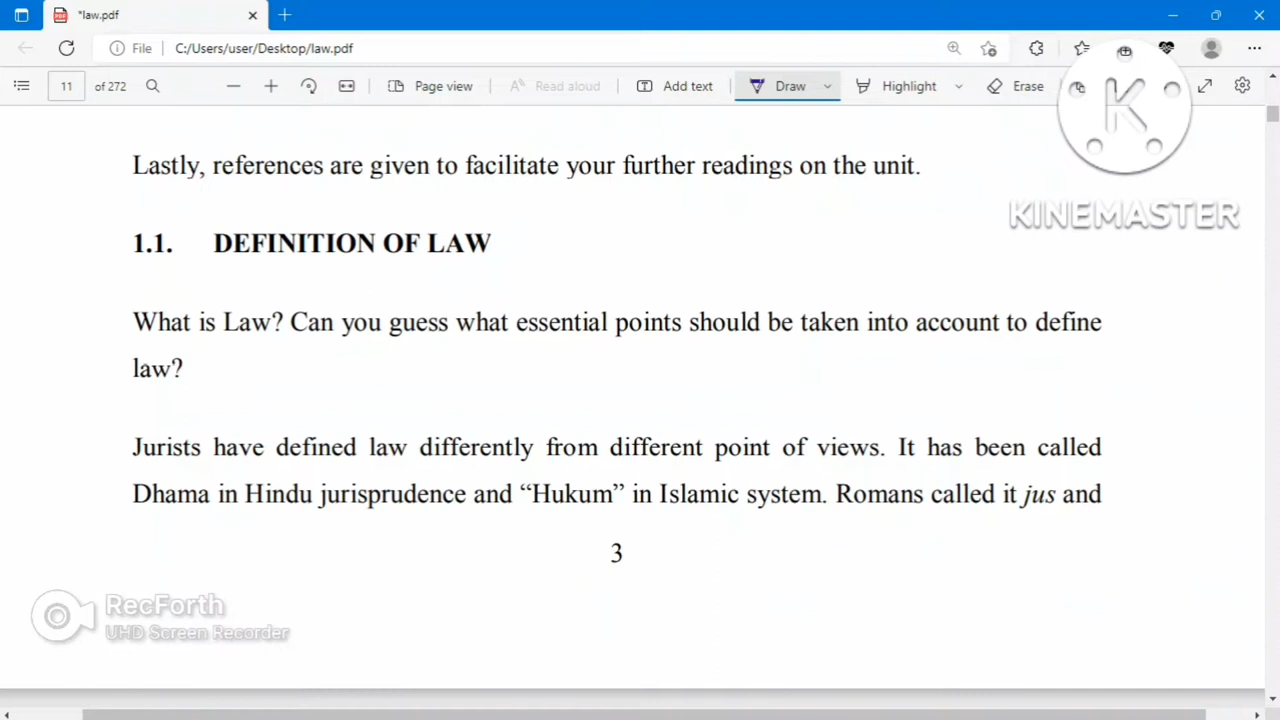 *law.pdf
File C:/Users/user/Desktop/law.pdf
11 of 272 Page view Read aloud Add text Draw Highlight Erase
K
KINEMASTER
Lastly, references are given to facilitate your further readings on the unit.
1.1. DEFINITION OF LAW
What is Law? Can you guess what essential points should be taken into account to define
law?
Jurists have defined law differently from different point of views. It has been called
Dhama in Hindu jurisprudence and “Hukum” in Islamic system. Romans called it jus and
3
RecForth
UHD Screen Recorder